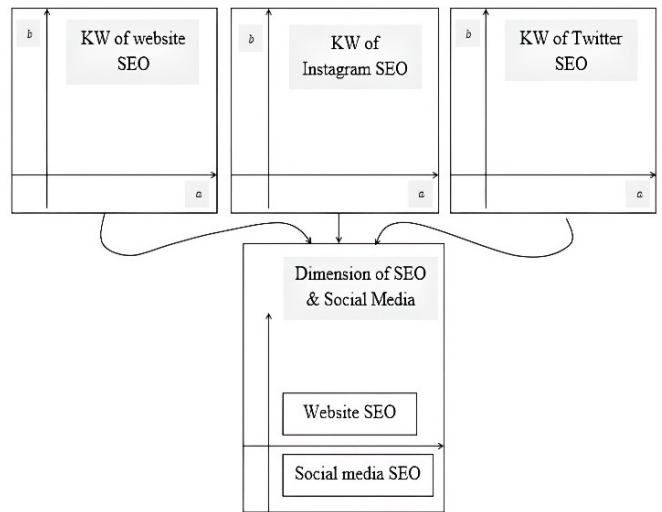 b
KW of website
SEO
a
b
KW of
Instagram SEO
a
b
KW of Twitter
SEO
a
Dimension of SEO
& Social Media
Website SEO
Social media SEO